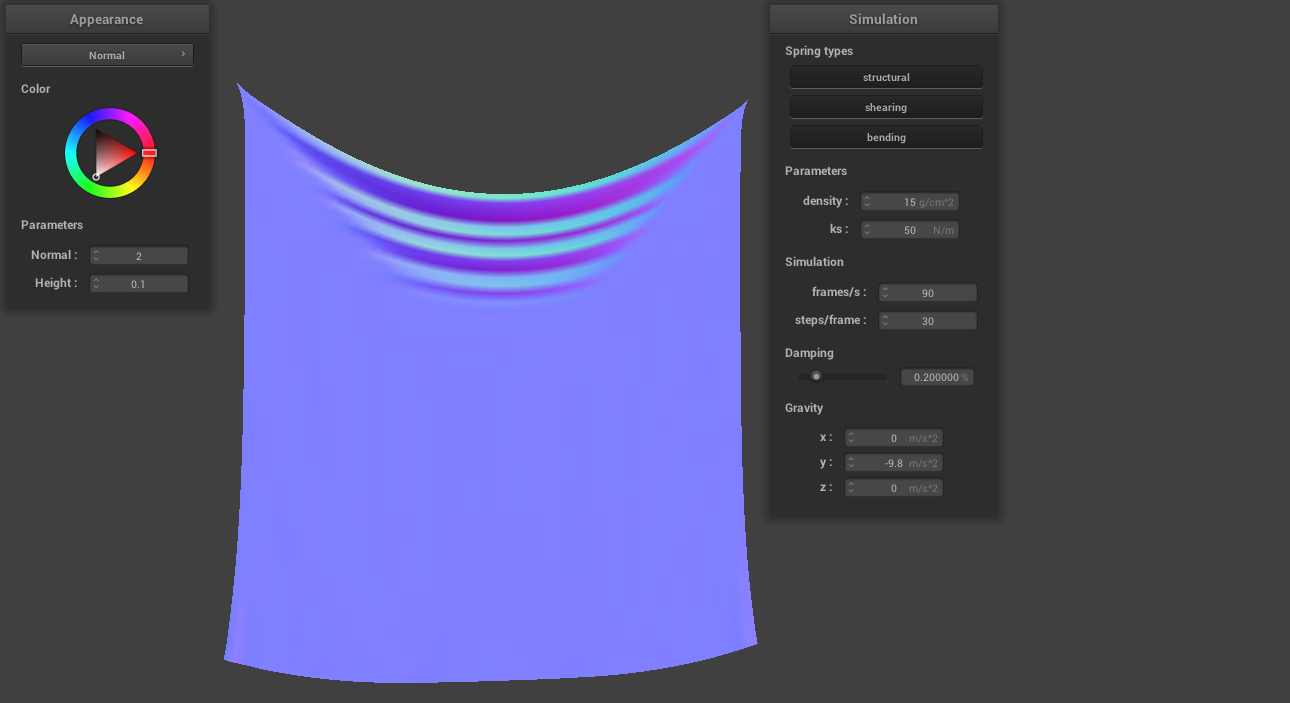 Appearance
Normal
Color
Parameters
Normal : 2
Height : 0.1
Simulation
Spring types
structural
shearing
bending
Parameters
density : 15 g/cm^2
ks : 50 N/m
Simulation
frames/s : 90
steps/frame : 30
Damping
0.200000 %
Gravity
x : 0 m/s^2
y : -9.8 m/s^2
z : 0 m/s^2